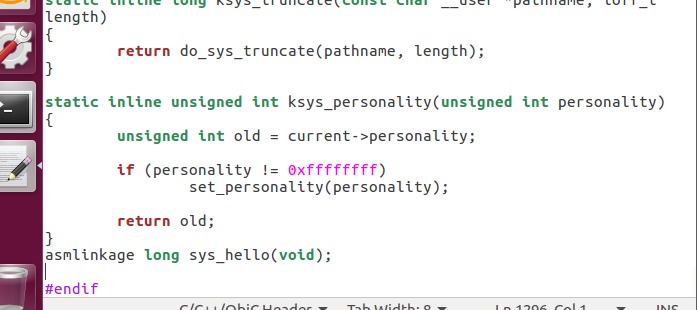 static inline long ksys_truncate(const char __user *pathname, loff_t
length)
{
        return do_sys_truncate(pathname, length);
}

static inline unsigned int ksys_personality(unsigned int personality)
{
        unsigned int old = current->personality;

        if (personality != 0xffffffff)
                set_personality(personality);

        return old;
}
asmlinkage long sys_hello(void);

#endif
C/C++/ObjC Header Tab Width: 8 Ln 1296, Col 1 INS